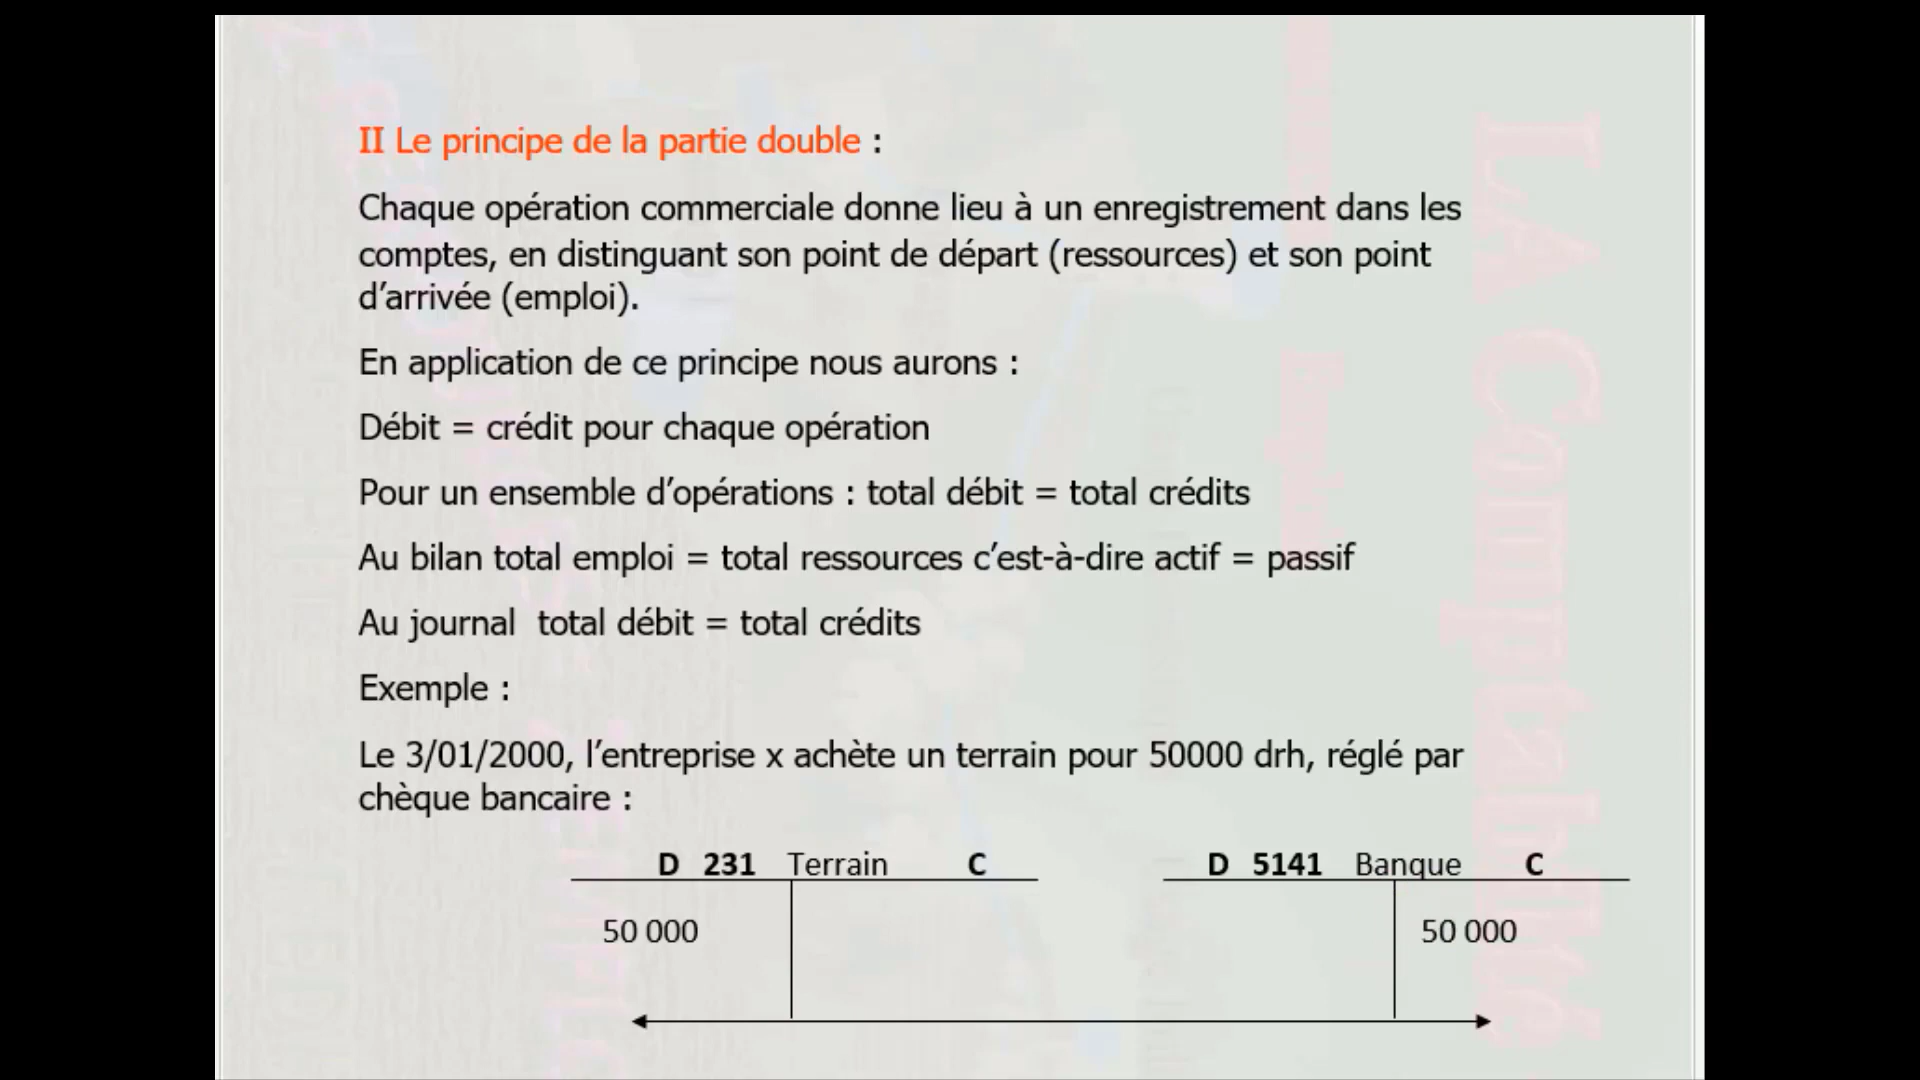 II Le principe de la partie double :
Chaque opération commerciale donne lieu à un enregistrement dans les
comptes, en distinguant son point de départ (ressources) et son point
d’arrivée (emploi).
En application de ce principe nous aurons :
Débit = crédit pour chaque opération
Pour un ensemble d’opérations : total débit = total crédits
Au bilan total emploi = total ressources c’est-à-dire actif = passif
Au journal  total débit = total crédits
Exemple :
Le 3/01/2000, l’entreprise x achète un terrain pour 50000 drh, réglé par
chèque bancaire :
D 231 Terrain C
D 5141 Banque C
50 000
50 000
LA Comptabilité